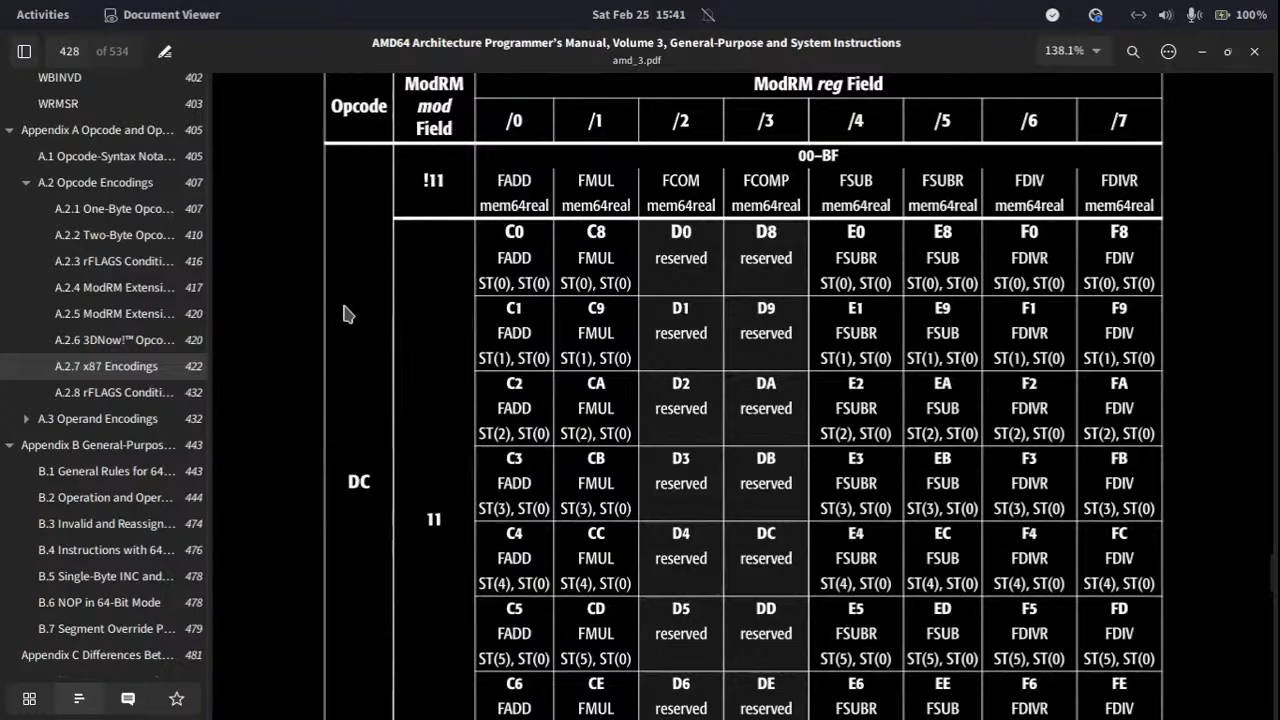 Activities
Document Viewer
Sat Feb 25 15:41
100%
428 of 534
AMD64 Architecture Programmer's Manual, Volume 3, General-Purpose and System Instructions
amd_3.pdf
138.1%
WBINVD 402
WRMSR 403
Appendix A Opcode and Op... 405
A.1 Opcode-Syntax Nota... 405
A.2 Opcode Encodings 407
A.2.1 One-Byte Opco... 407
A.2.2 Two-Byte Opco... 410
A.2.3 rFLAGS Conditi... 416
A.2.4 ModRM Extensi... 417
A.2.5 ModRM Extensi... 420
A.2.6 3DNow!™ Opco... 420
A.2.7 x87 Encodings 422
A.2.8 rFLAGS Conditi... 432
A.3 Operand Encodings 432
Appendix B General-Purpos... 443
B.1 General Rules for 64... 443
B.2 Operation and Oper... 444
B.3 Invalid and Reassign... 474
B.4 Instructions with 64... 476
B.5 Single-Byte INC and... 478
B.6 NOP in 64-Bit Mode 478
B.7 Segment Override P... 479
Appendix C Differences Bet... 481
Opcode
ModRM
mod
Field
ModRM reg Field
/0 /1 /2 /3 /4 /5 /6 /7
00–BF
DC
!11
FADD FMUL FCOM FCOMP FSUB FSUBR FDIV FDIVR
mem64real mem64real mem64real mem64real mem64real mem64real mem64real mem64real
11
C0 C8 D0 D8 E0 E8 F0 F8
FADD FMUL reserved reserved FSUBR FSUB FDIVR FDIV
ST(0), ST(0) ST(0), ST(0) ST(0), ST(0) ST(0), ST(0) ST(0), ST(0) ST(0), ST(0)
C1 C9 D1 D9 E1 E9 F1 F9
FADD FMUL reserved reserved FSUBR FSUB FDIVR FDIV
ST(1), ST(0) ST(1), ST(0) ST(1), ST(0) ST(1), ST(0) ST(1), ST(0) ST(1), ST(0)
C2 CA D2 DA E2 EA F2 FA
FADD FMUL reserved reserved FSUBR FSUB FDIVR FDIV
ST(2), ST(0) ST(2), ST(0) ST(2), ST(0) ST(2), ST(0) ST(2), ST(0) ST(2), ST(0)
C3 CB D3 DB E3 EB F3 FB
FADD FMUL reserved reserved FSUBR FSUB FDIVR FDIV
ST(3), ST(0) ST(3), ST(0) ST(3), ST(0) ST(3), ST(0) ST(3), ST(0) ST(3), ST(0)
C4 CC D4 DC E4 EC F4 FC
FADD FMUL reserved reserved FSUBR FSUB FDIVR FDIV
ST(4), ST(0) ST(4), ST(0) ST(4), ST(0) ST(4), ST(0) ST(4), ST(0) ST(4), ST(0)
C5 CD D5 DD E5 ED F5 FD
FADD FMUL reserved reserved FSUBR FSUB FDIVR FDIV
ST(5), ST(0) ST(5), ST(0) ST(5), ST(0) ST(5), ST(0) ST(5), ST(0) ST(5), ST(0)
C6 CE D6 DE E6 EE F6 FE
FADD FMUL reserved reserved FSUBR FSUB FDIVR FDIV